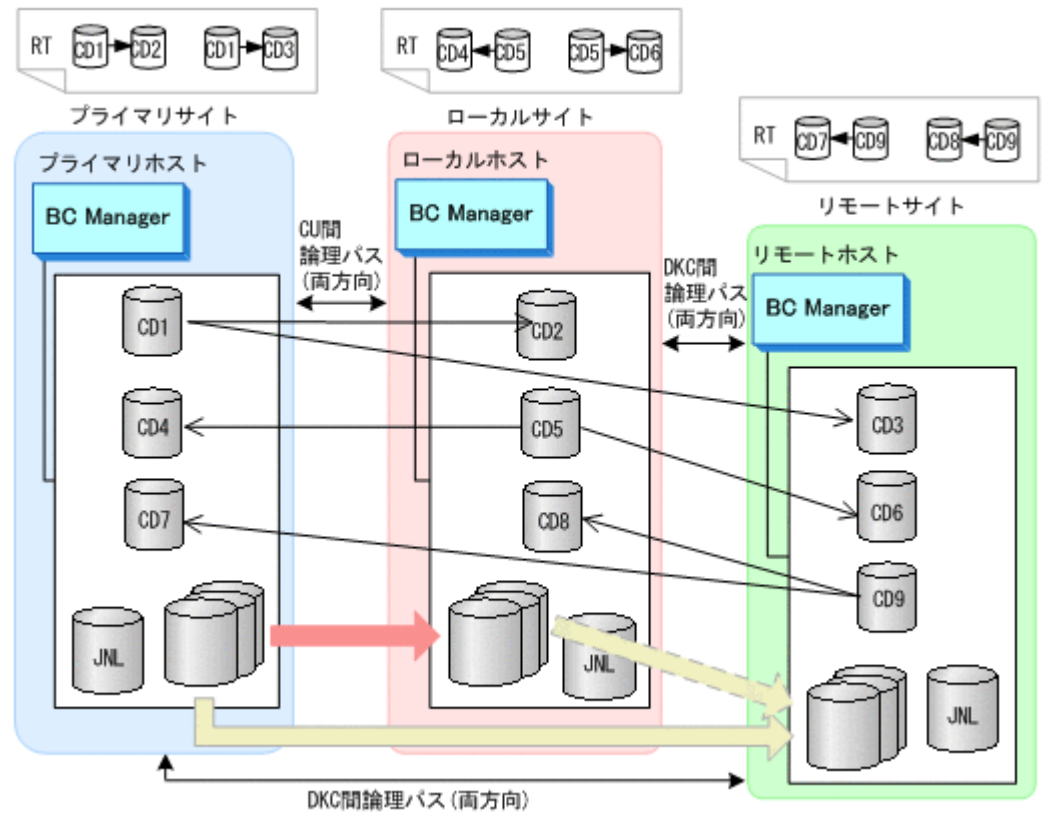 RT CD1 CD2 CD1 CD3
RT CD4 CD5 CD5 CD6
RT CD7 CD9 CD8 CD9
プライマリサイト
ローカルサイト
リモートサイト
プライマリホスト
BC Manager
ローカルホスト
BC Manager
リモートホスト
BC Manager
CU間
論理パス
(両方向)
DKC間
論理パス
(両方向)
CD1
CD4
CD7
JNL
CD2
CD5
CD8
JNL
CD3
CD6
CD9
JNL
DKC間論理パス(両方向)